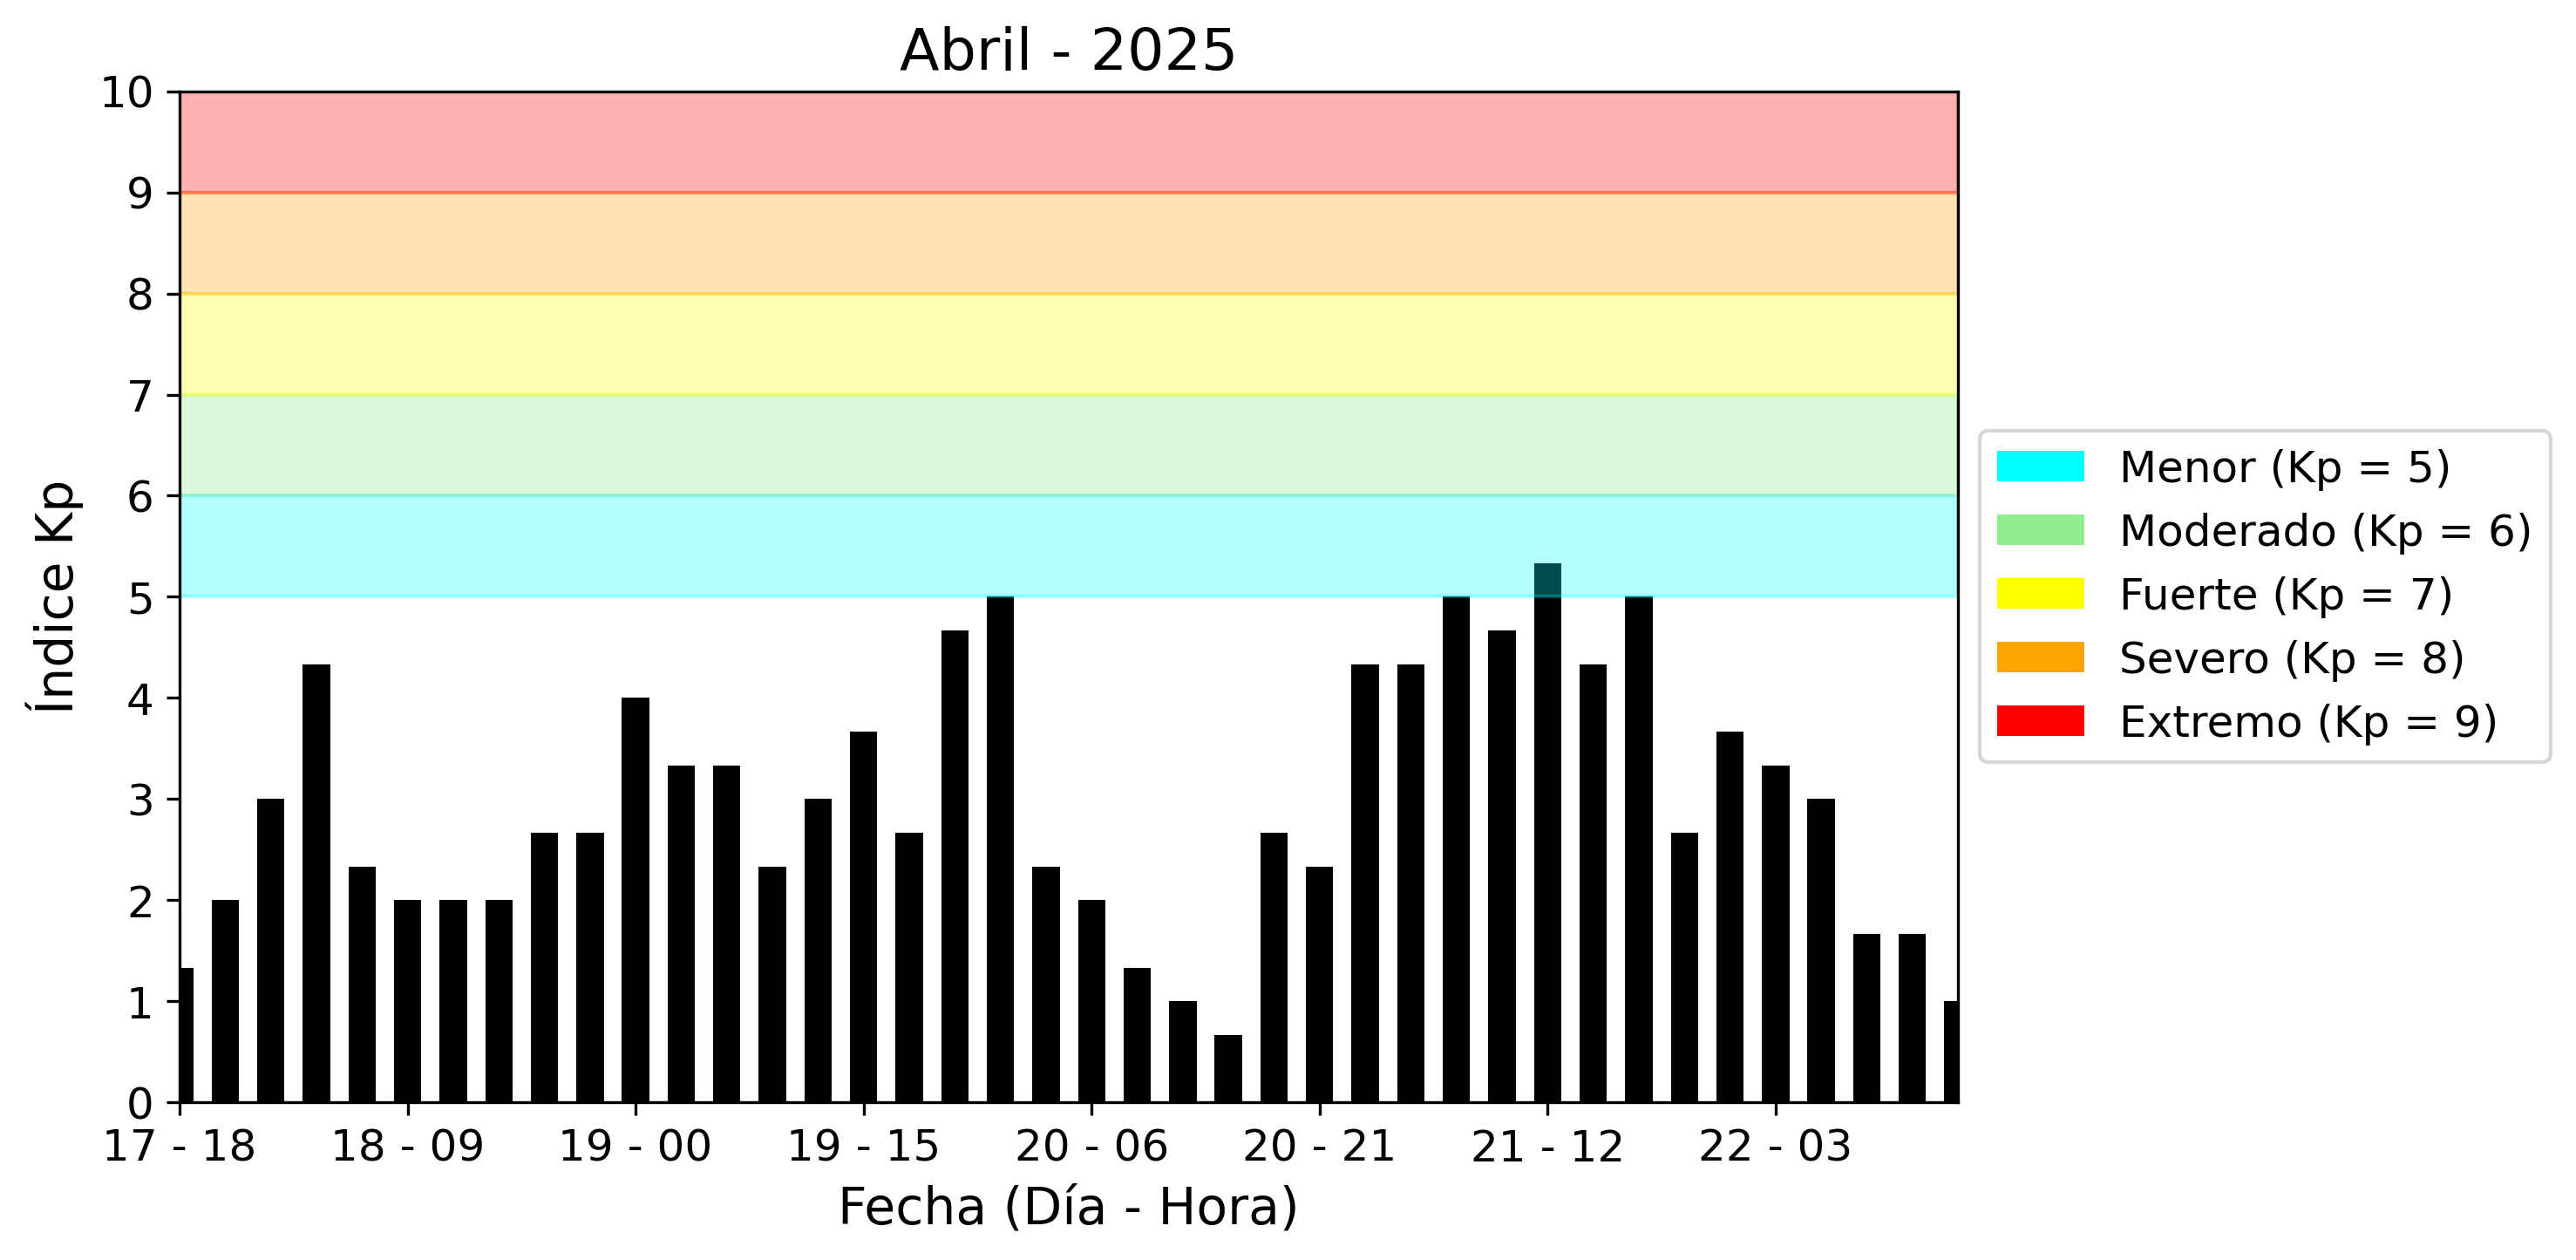 Abril - 2025
10
9
8
7
6
5
4
3
2
1
0
Índice Kp
17 - 18
18 - 09
19 - 00
19 - 15
20 - 06
20 - 21
21 - 12
22 - 03
Fecha (Día - Hora)
Menor (Kp = 5)
Moderado (Kp = 6)
Fuerte (Kp = 7)
Severo (Kp = 8)
Extremo (Kp = 9)